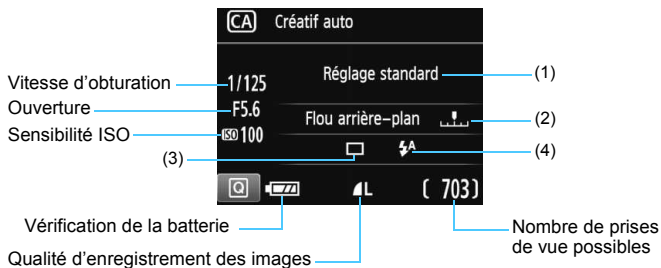 CA Créatif auto
Vitesse d'obturation
1/125
Réglage standard
(1)
Ouverture
F5.6
Flou arrière-plan
(2)
Sensibilité ISO
ISO 100
(3)
A
(4)
Q
L
( 703)
Vérification de la batterie
Nombre de prises
de vue possibles
Qualité d'enregistrement des images